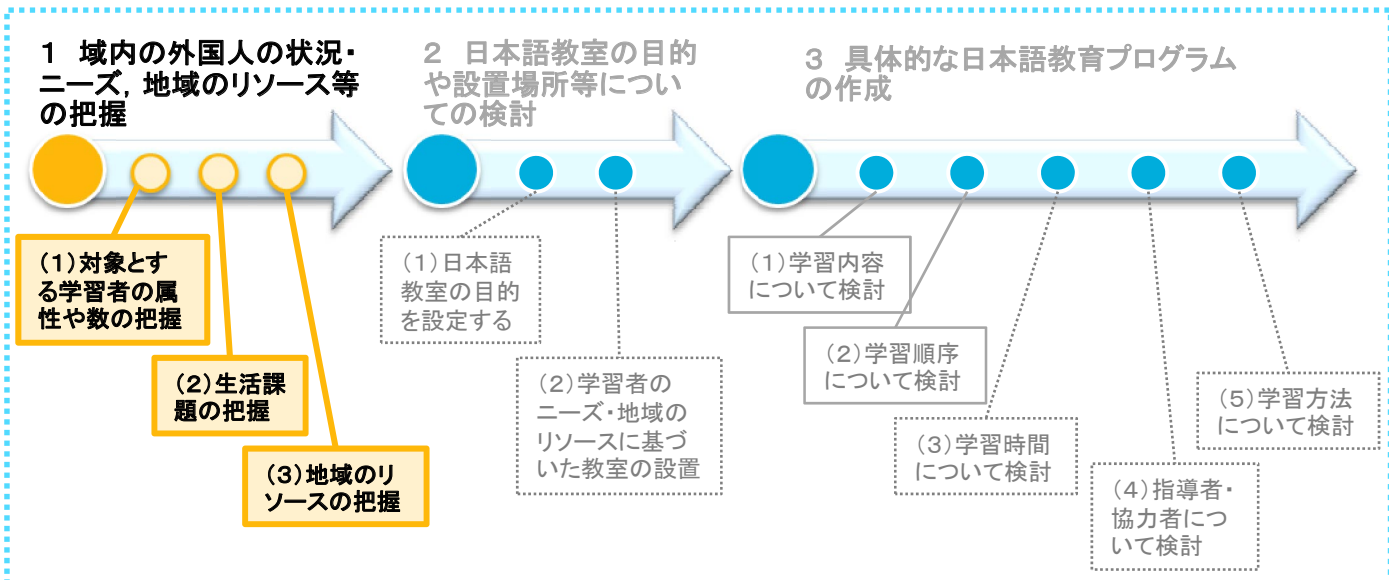 1　域内の外国人の状況・
ニーズ，地域のリソース等
の把握
2　日本語教室の目的
や設置場所等につい
ての検討
3　具体的な日本語教育プログラム
の作成
（1）対象とす
る学習者の属
性や数の把握
（2）生活課
題の把握
（3）地域のリ
ソースの把握
（1）日本語
教室の目的
を設定する
（2）学習者の
ニーズ・地域の
リソースに基づ
いた教室の設置
（1）学習内容
について検討
（2）学習順序
について検討
（3）学習時間
について検討
（4）指導者・
協力者につ
いて検討
（5）学習方法
について検討